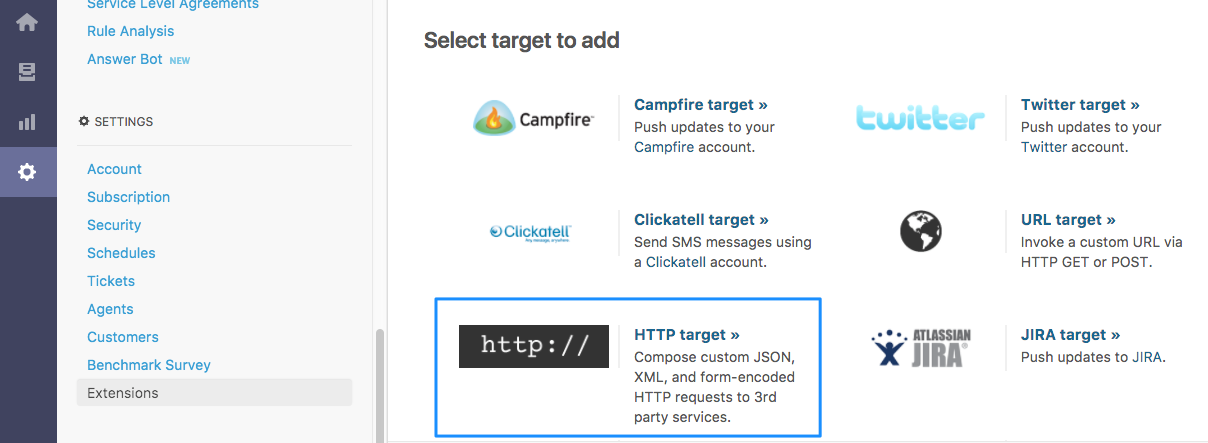 Service Level Agreements
Rule Analysis
Answer Bot NEW
SETTINGS
Account
Subscription
Security
Schedules
Tickets
Agents
Customers
Benchmark Survey
Extensions
Select target to add
Campfire™
Campfire target »
Push updates to your
Campfire account.
twitter
Twitter target »
Push updates to your
Twitter account.
Clickatell
Any message, anywhere
Clickatell target »
Send SMS messages using
a Clickatell account.
URL target »
Invoke a custom URL via
HTTP GET or POST.
http://
HTTP target »
Compose custom JSON,
XML, and form-encoded
HTTP requests to 3rd
party services.
ATLASSIAN
JIRA
JIRA target »
Push updates to JIRA.